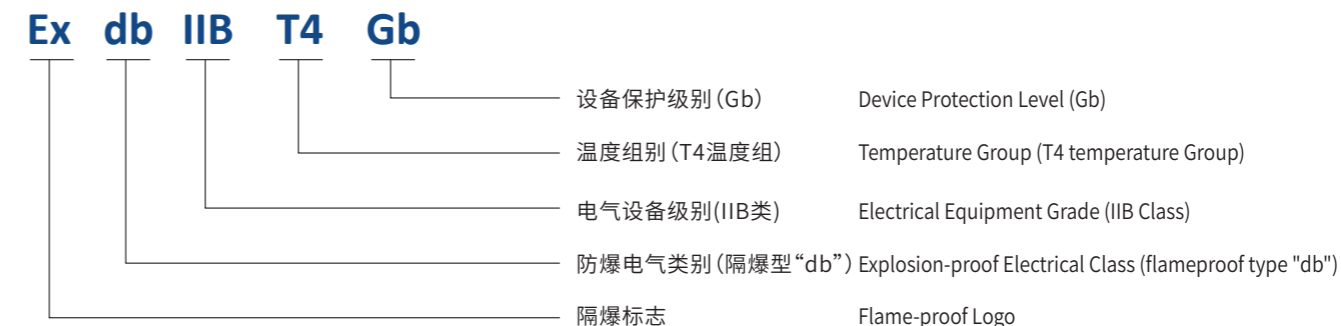 Ex db IIB T4 Gb
设备保护级别（Gb） Device Protection Level (Gb)
温度组别（T4温度组） Temperature Group (T4 temperature Group)
电气设备级别(IIB类) Electrical Equipment Grade (IIB Class)
防爆电气类别（隔爆型“db”） Explosion-proof Electrical Class (flameproof type "db")
隔爆标志 Flame-proof Logo